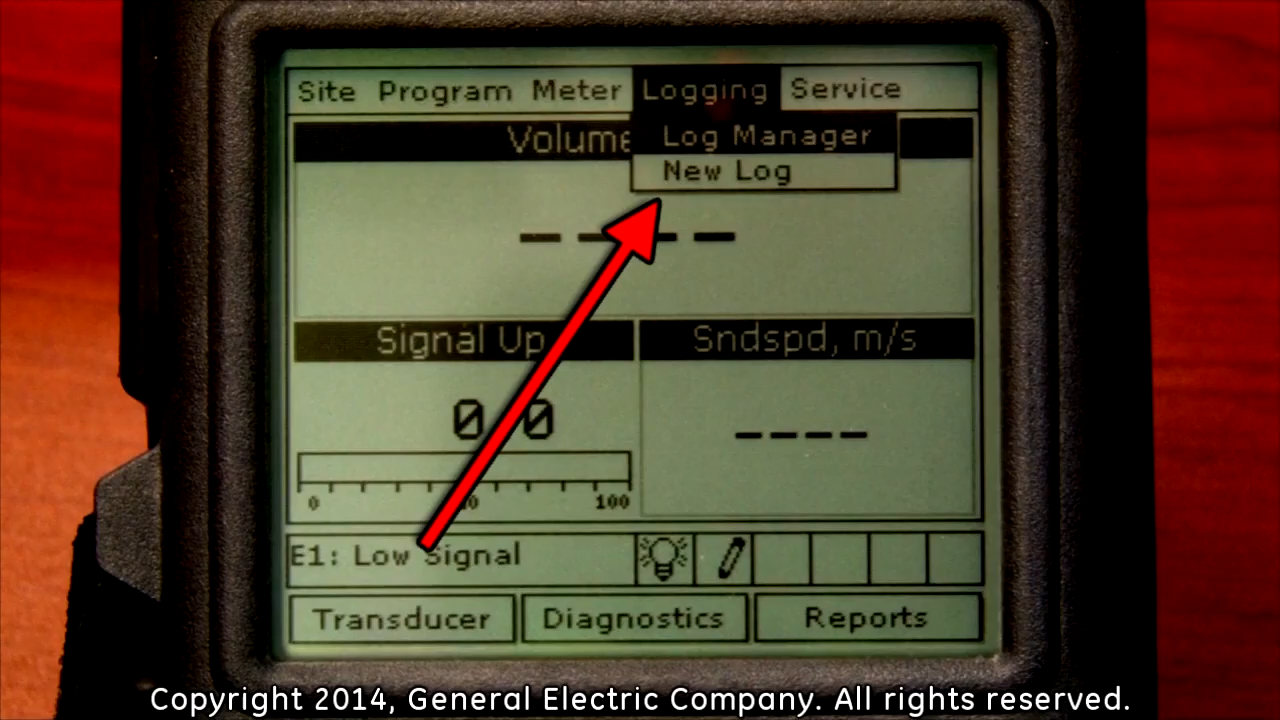 Site Program Meter Logging Service
Volume
Log Manager
New Log
Signal Up
Sndspd, m/s
0 0
0 100
E1: Low Signal
Transducer Diagnostics Reports
Copyright 2014, General Electric Company. All rights reserved.